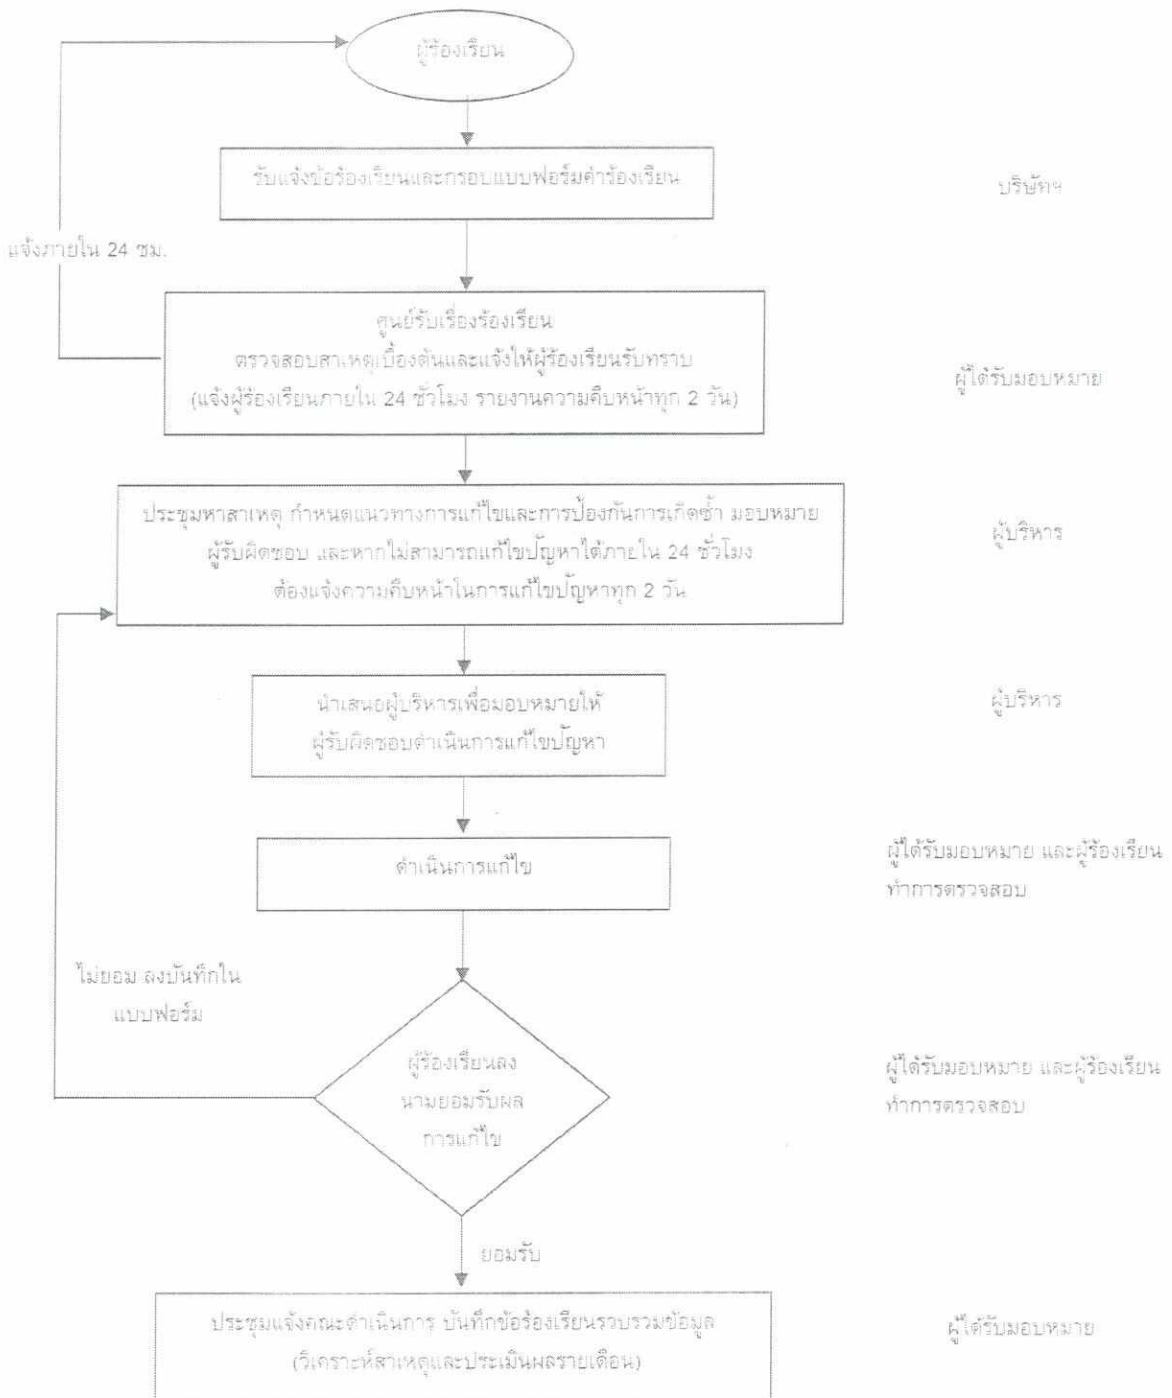 ผู้ร้องเรียน
รับแจ้งข้อร้องเรียนและกรอบแบบฟอร์มคำร้องเรียน
บริษัทฯ
แจ้งภายใน 24 ซม.
ศูนย์รับเรื่องร้องเรียน
ตรวจสอบสาเหตุเบื้องต้นและแจ้งให้ผู้ร้องเรียนรับทราบ
(แจ้งผู้ร้องเรียนภายใน 24 ชั่วโมง รายงานความคืบหน้าทุก 2 วัน)
ผู้ได้รับมอบหมาย
ประชุมหาสาเหตุ กำหนดแนวทางการแก้ไขและการป้องกันการเกิดซ้ำ มอบหมาย
ผู้รับผิดชอบ และหากไม่สามารถแก้ไขปัญหาได้ภายใน 24 ชั่วโมง
ต้องแจ้งความคืบหน้าในการแก้ไขปัญหาทุก 2 วัน
ผู้บริหาร
นำเสนอผู้บริหารเพื่อมอบหมายให้
ผู้รับผิดชอบดำเนินการแก้ไขปัญหา
ผู้บริหาร
ดำเนินการแก้ไข
ผู้ได้รับมอบหมาย และผู้ร้องเรียน
ทำการตรวจสอบ
ไม่ยอม ลงบันทึกใน
แบบฟอร์ม
ผู้ร้องเรียนลง
นามยอมรับผล
การแก้ไข
ผู้ได้รับมอบหมาย และผู้ร้องเรียน
ทำการตรวจสอบ
ยอมรับ
ประชุมแจ้งคณะดำเนินการ บันทึกข้อร้องเรียนรวบรวมข้อมูล
(วิเคราะห์สาเหตุและประเมินผลรายเดือน)
ผู้ได้รับมอบหมาย